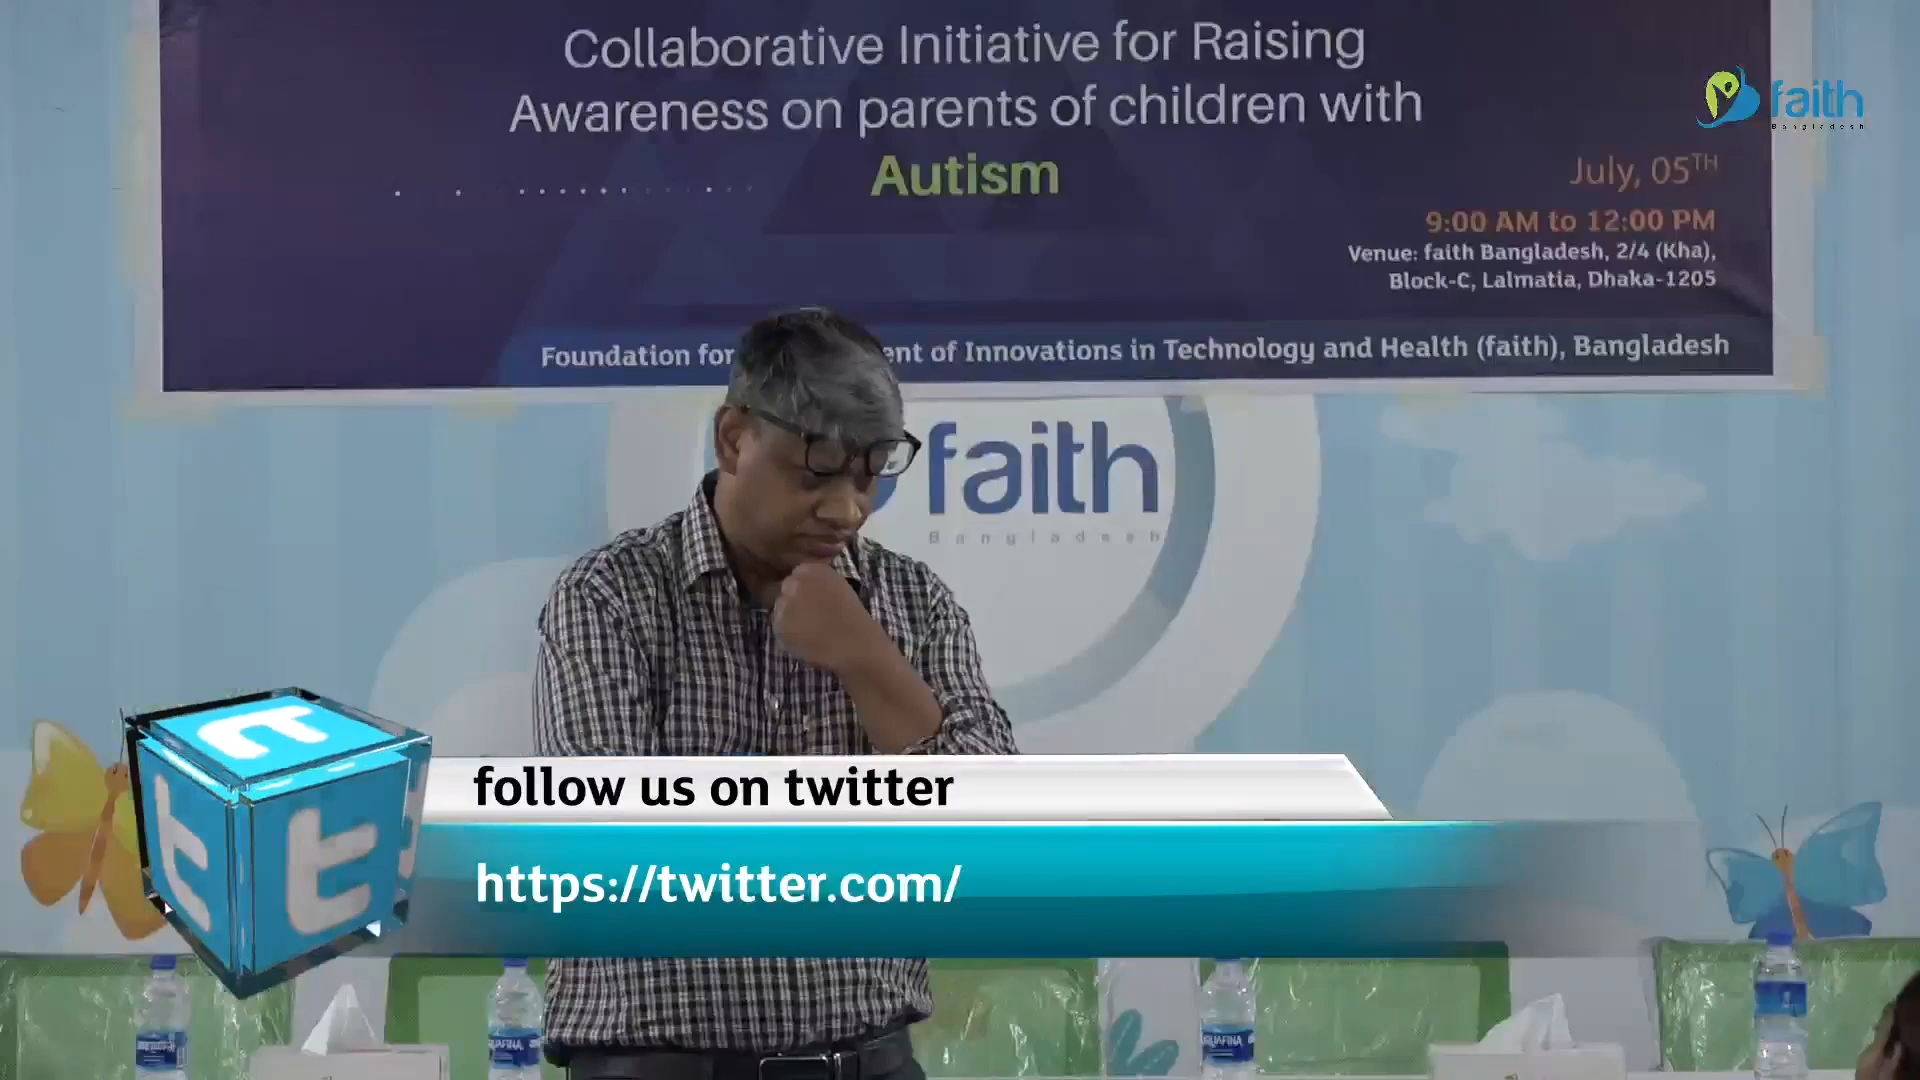 Collaborative Initiative for Raising
Awareness on parents of children with
Autism
faith
Bangladesh
July, 05TH
9:00 AM to 12:00 PM
Venue: faith Bangladesh, 2/4 (Kha),
Block-C, Lalmatia, Dhaka-1205
Foundation for ent of Innovations in Technology and Health (faith), Bangladesh
faith
Bangladesh
follow us on twitter
https://twitter.com/